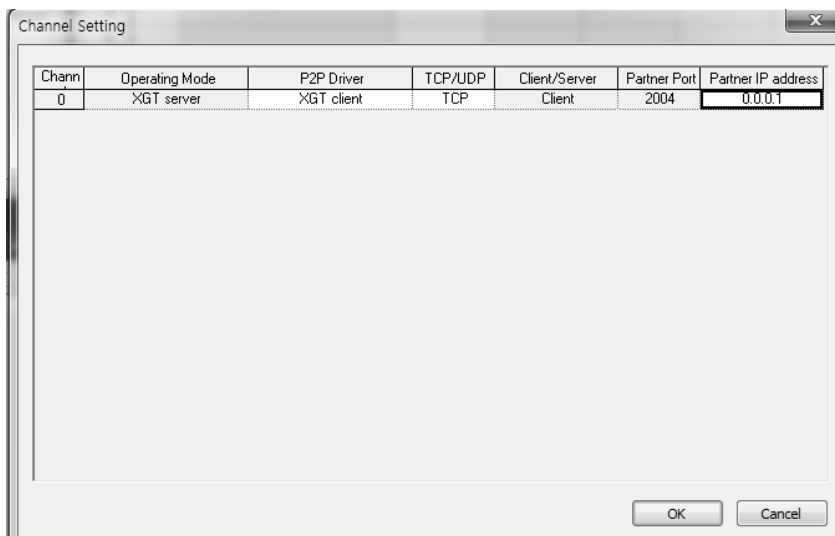 Channel Setting
x
Chann Operating Mode P2P Driver TCP/UDP Client/Server Partner Port Partner IP address
0 XGT server XGT client TCP Client 2004 0.0.0.1
OK Cancel